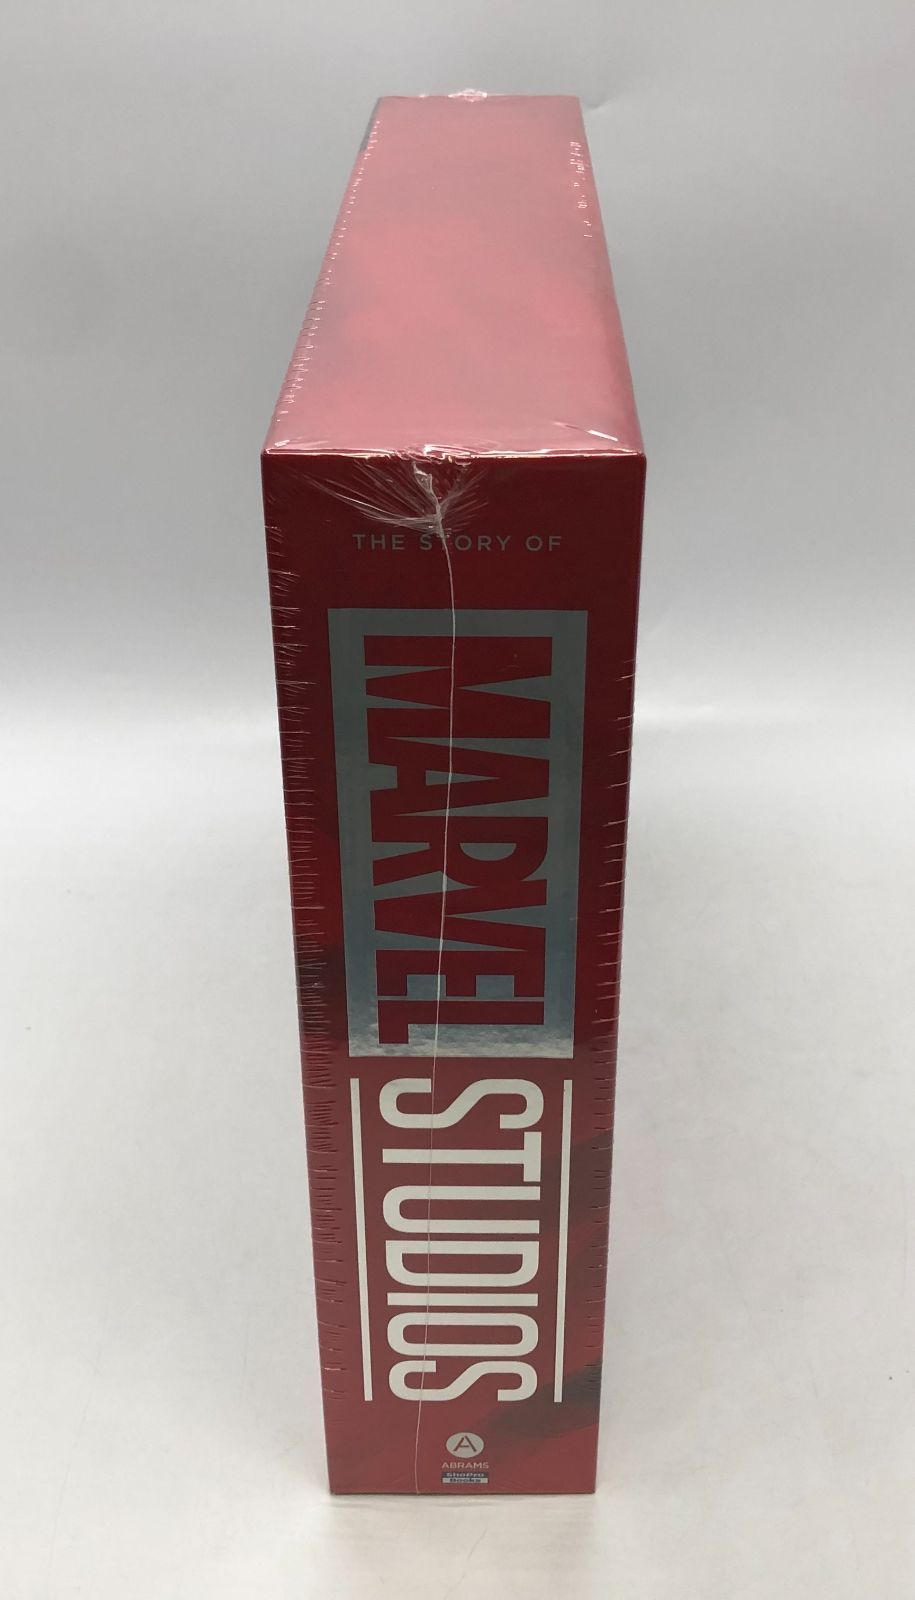 THE STORY OF
MARVEL
STUDIOS
A
ABRAMS
ShoPro
Books